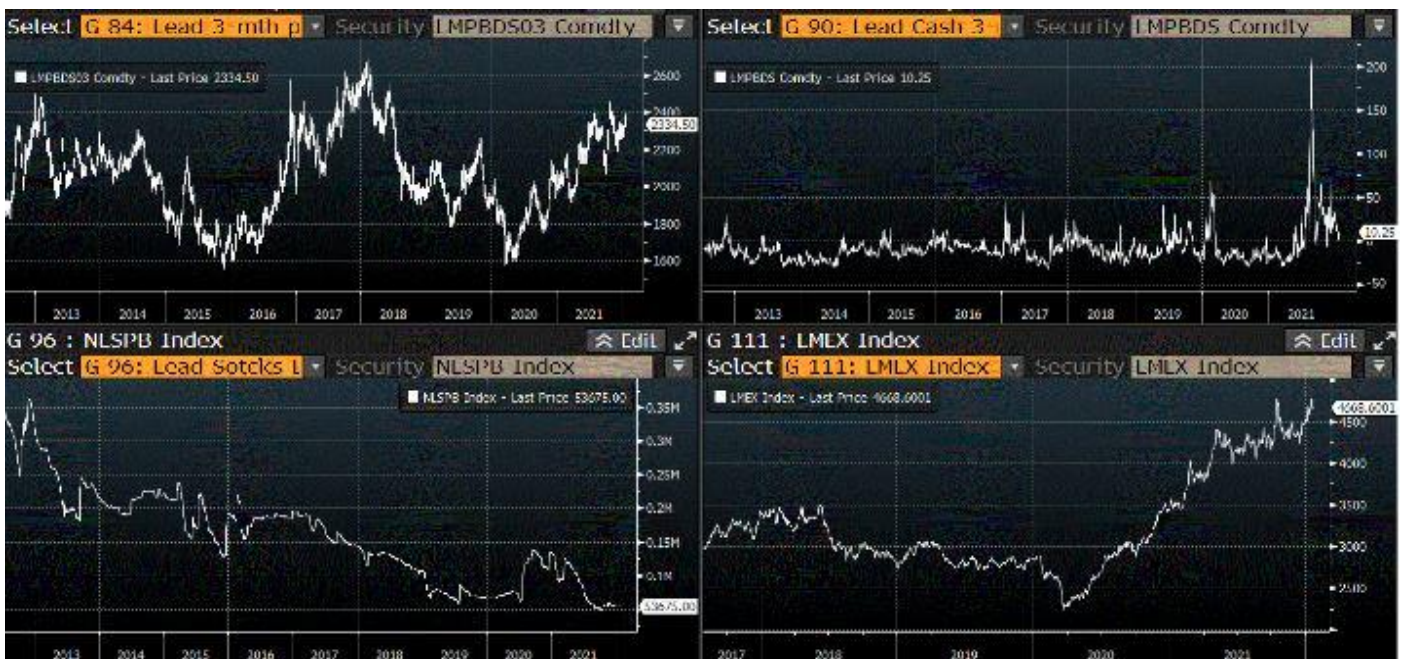 Select G 84: Lead 3-mth p Security LMPBDS03 Comdty
LMPBDS03 Comdty - Last Price 2334.50
2600
2400
2334.50
2200
2000
1800
1600
2013 2014 2015 2016 2017 2018 2019 2020 2021
Select G 90: Lead Cash 3- Security LMPBDS Comdty
LMPBDS Comdty - Last Price 10.25
200
150
100
50
10.25
-50
2013 2014 2015 2016 2017 2018 2019 2020 2021
G 96 : NLSPB Index Edit
Select G 96: Lead Sotcks L Security NLSPB Index
NLSPB Index - Last Price 53675.00
0.35M
0.3M
0.25M
0.2M
0.15M
0.1M
53675.00
2013 2014 2015 2016 2017 2018 2019 2020 2021
G 111 : LMEX Index Edit
Select G 111: LMEX Index Security LMEX Index
LMEX Index - Last Price 4668.6001
4668.6001
4500
4000
3500
3000
2500
2017 2018 2019 2020 2021